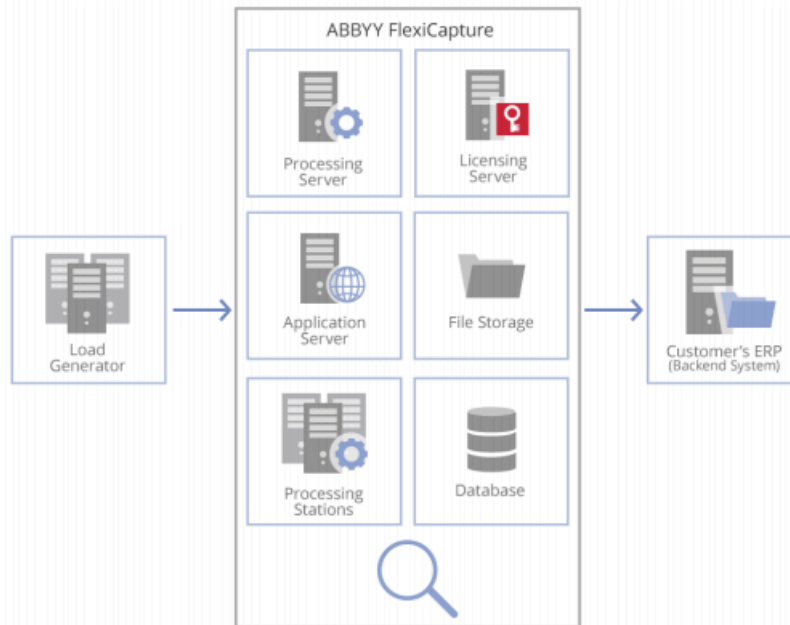 ABBYY FlexiCapture
Processing
Server
Licensing
Server
Load
Generator
Application
Server
File Storage
Customer's ERP
(Backend System)
Processing
Stations
Database